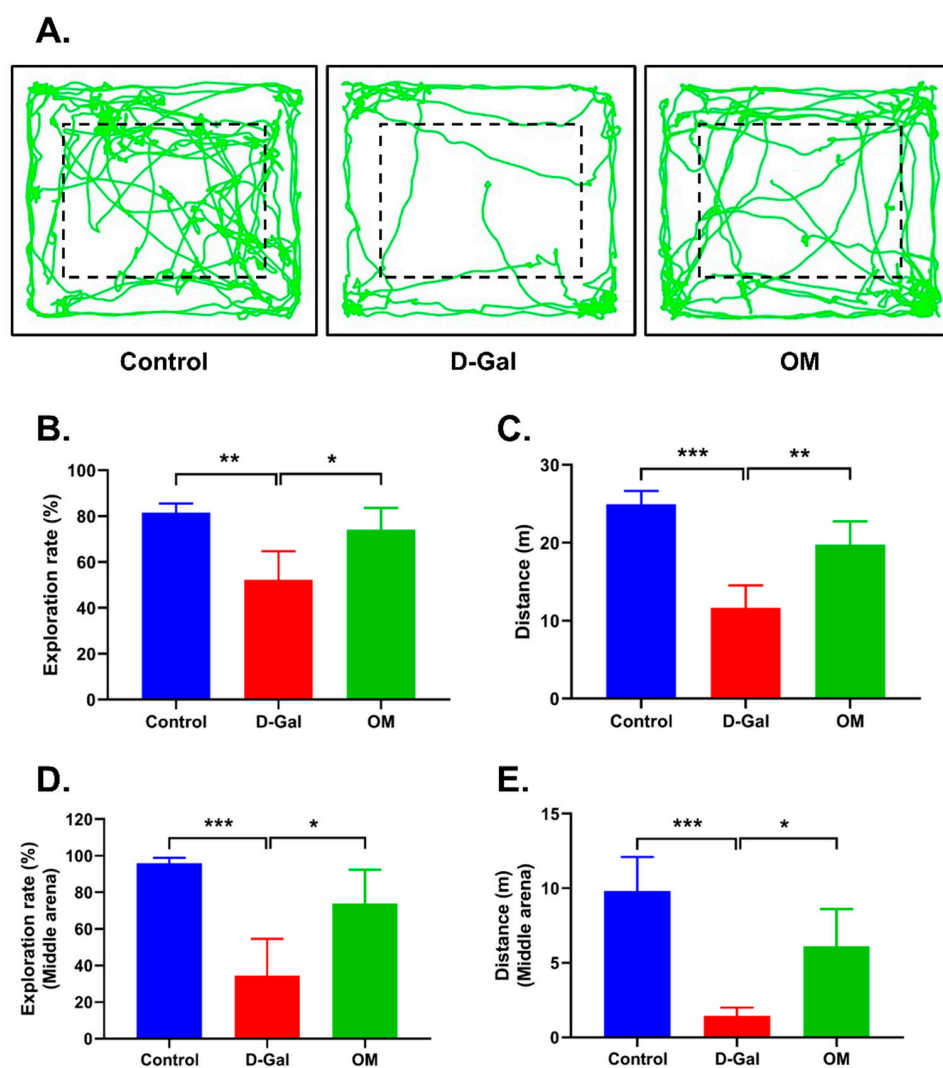 A.
Control D-Gal OM
B.
Exploration rate (%)
100
80
60
40
20
0
** *
Control D-Gal OM
C.
Distance (m)
30
20
10
0
*** **
Control D-Gal OM
D.
Exploration rate (%)
(Middle arena)
120
100
80
60
40
20
0
*** *
Control D-Gal OM
E.
Distance (m)
(Middle arena)
15
10
5
0
*** *
Control D-Gal OM